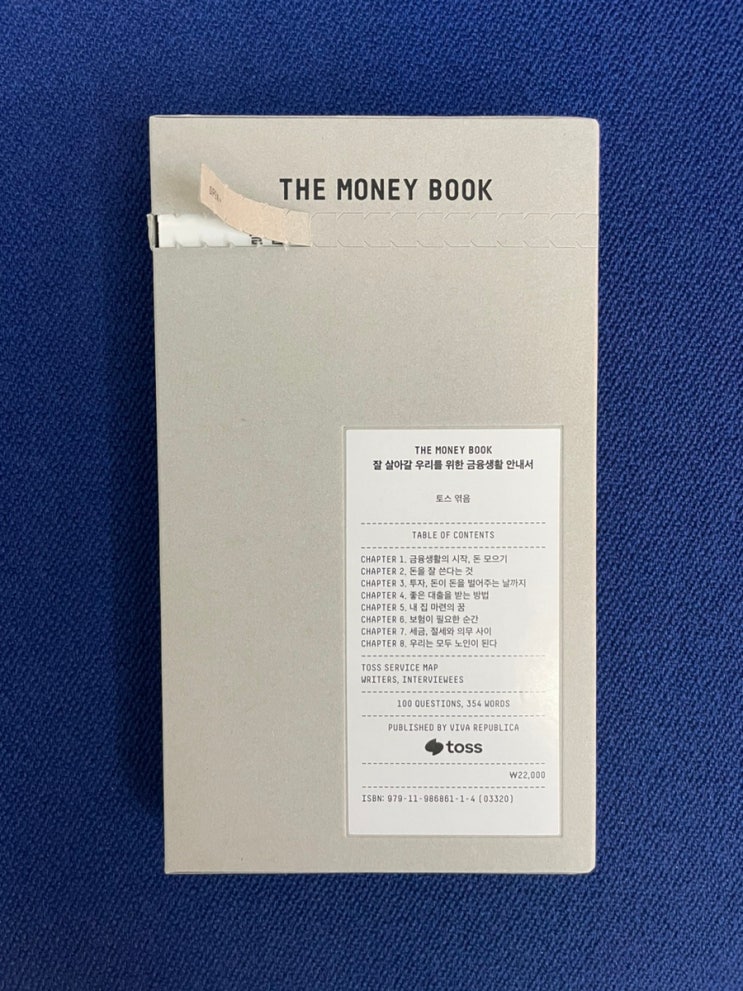 THE MONEY BOOK
OPEN
THE MONEY BOOK
잘 살아갈 우리를 위한 금융생활 안내서
토스 엮음
TABLE OF CONTENTS
CHAPTER 1. 금융생활의 시작, 돈 모으기
CHAPTER 2. 돈을 잘 쓴다는 것
CHAPTER 3. 투자, 돈이 돈을 벌어주는 날까지
CHAPTER 4. 좋은 대출을 받는 방법
CHAPTER 5. 내 집 마련의 꿈
CHAPTER 6. 보험이 필요한 순간
CHAPTER 7. 세금, 절세와 의무 사이
CHAPTER 8. 우리는 모두 노인이 된다
TOSS SERVICE MAP
WRITERS, INTERVIEWEES
100 QUESTIONS, 354 WORDS
PUBLISHED BY VIVA REPUBLICA
toss
₩22,000
ISBN: 979-11-986861-1-4 (03320)